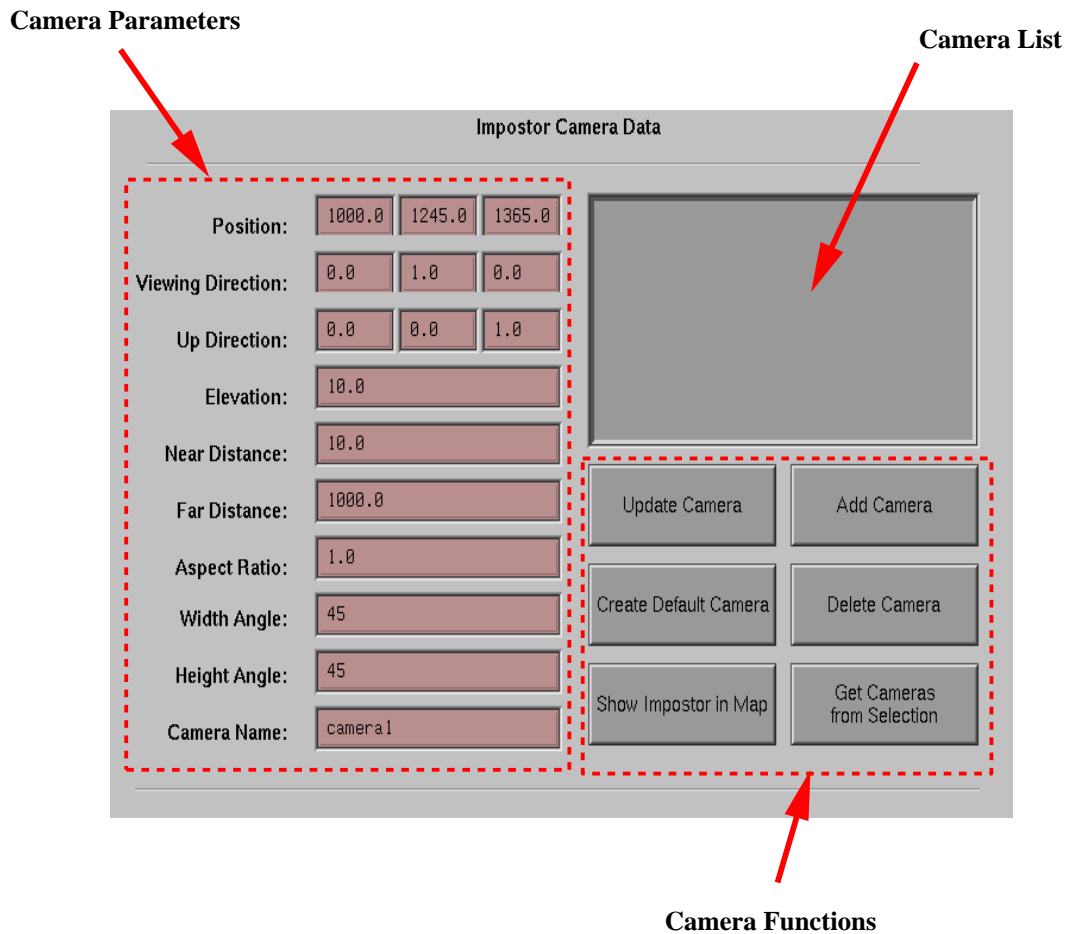 Camera Parameters
Camera List
Impostor Camera Data
Position: 1000.0 1245.0 1365.0
Viewing Direction: 0.0 1.0 0.0
Up Direction: 0.0 0.0 1.0
Elevation: 10.0
Near Distance: 10.0
Far Distance: 1000.0
Aspect Ratio: 1.0
Width Angle: 45
Height Angle: 45
Camera Name: camera1
Update Camera
Add Camera
Create Default Camera
Delete Camera
Show Impostor in Map
Get Cameras
from Selection
Camera Functions